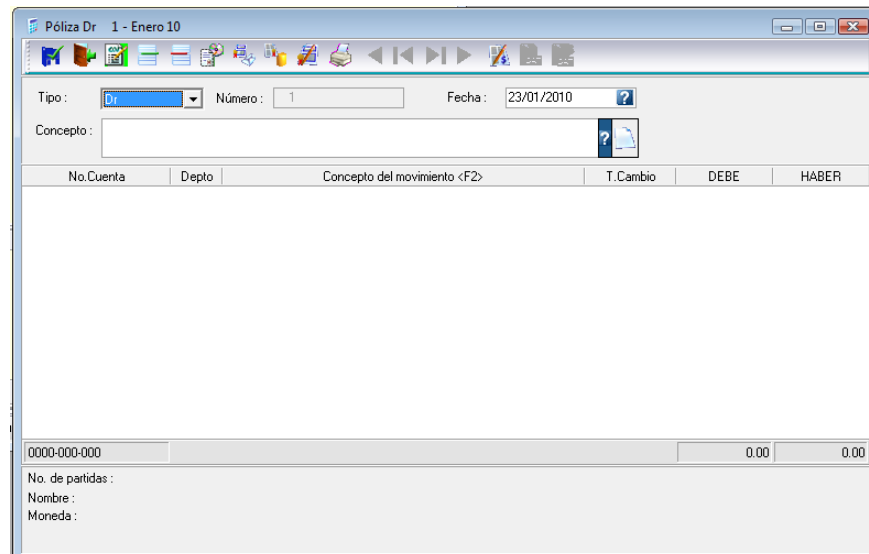 Póliza Dr 1 - Enero 10
Tipo : Dr Número : 1 Fecha : 23/01/2010 ?
Concepto : ?
No.Cuenta Depto Concepto del movimiento <F2> T.Cambio DEBE HABER
0000-000-000 0.00 0.00
No. de partidas :
Nombre :
Moneda :